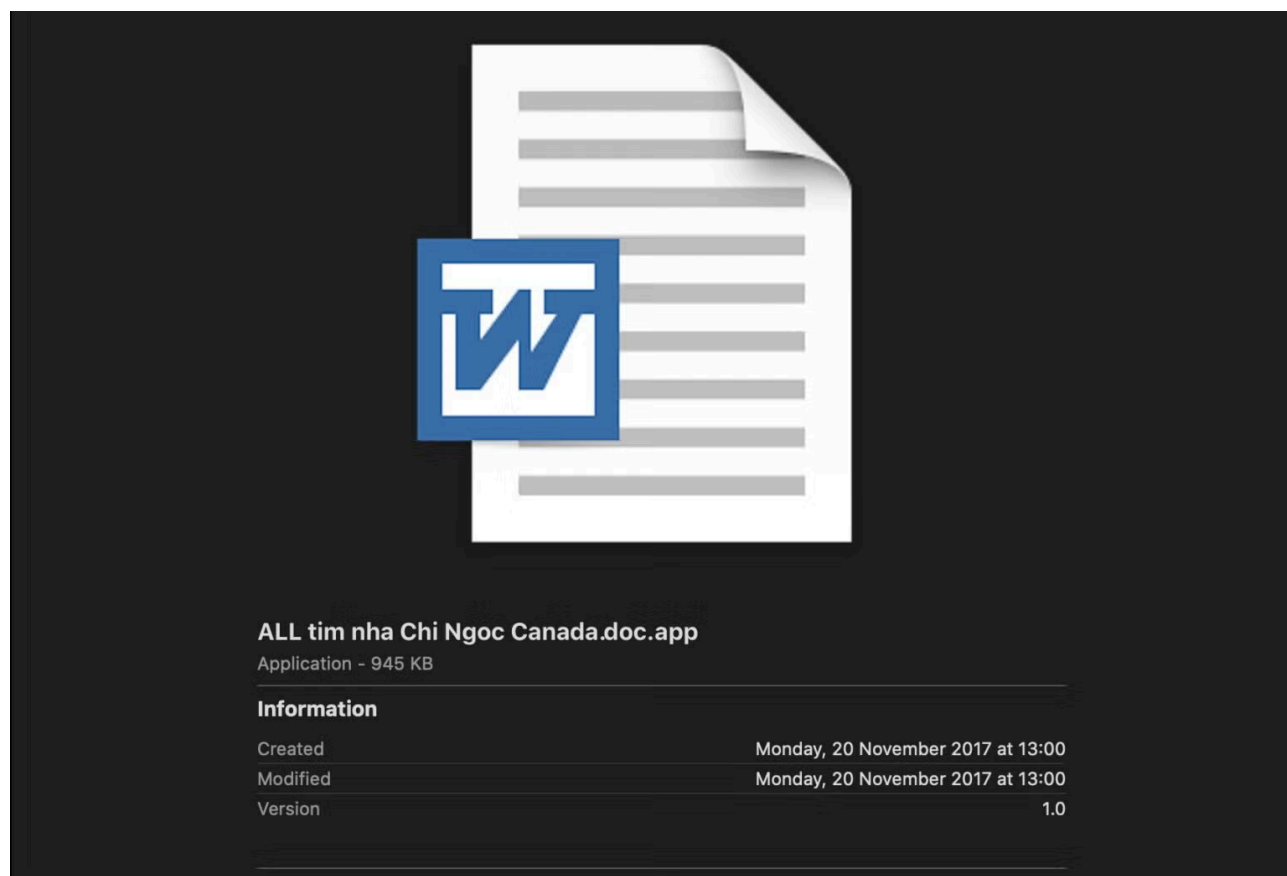 W
ALL tim nha Chi Ngoc Canada.doc.app
Application - 945 KB
Information
Created Monday, 20 November 2017 at 13:00
Modified Monday, 20 November 2017 at 13:00
Version 1.0